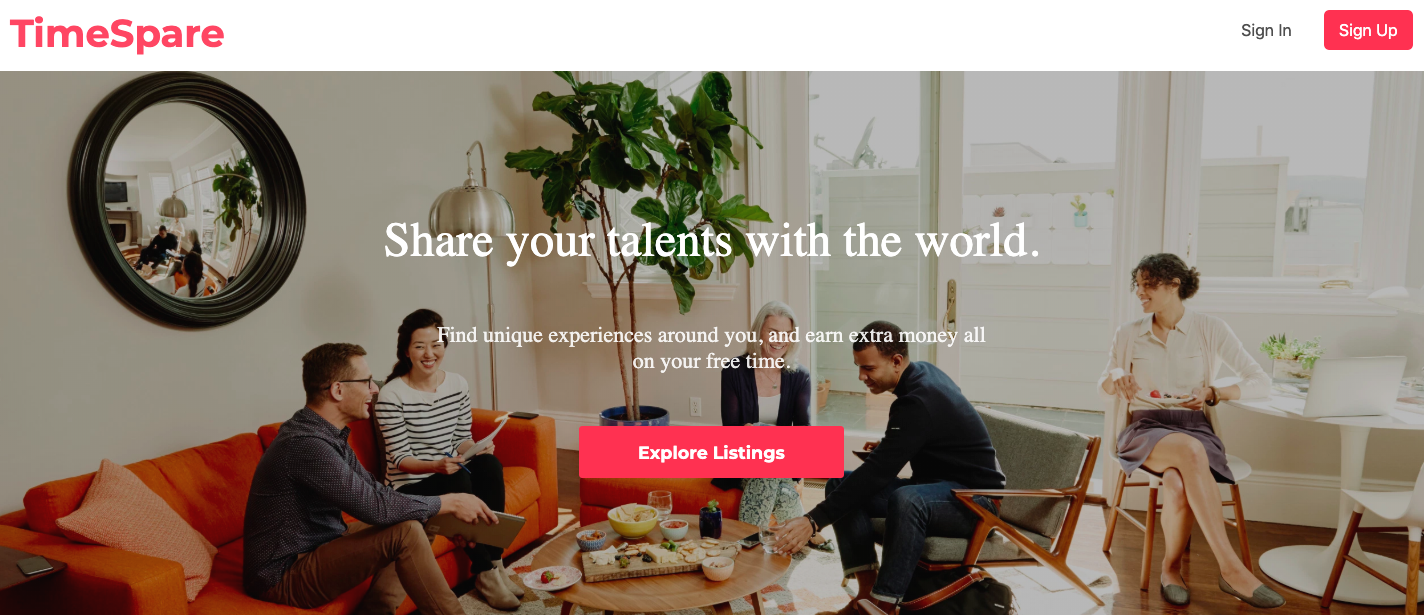 TimeSpare
Sign In
Sign Up
Share your talents with the world.
Find unique experiences around you, and earn extra money all
on your free time.
Explore Listings